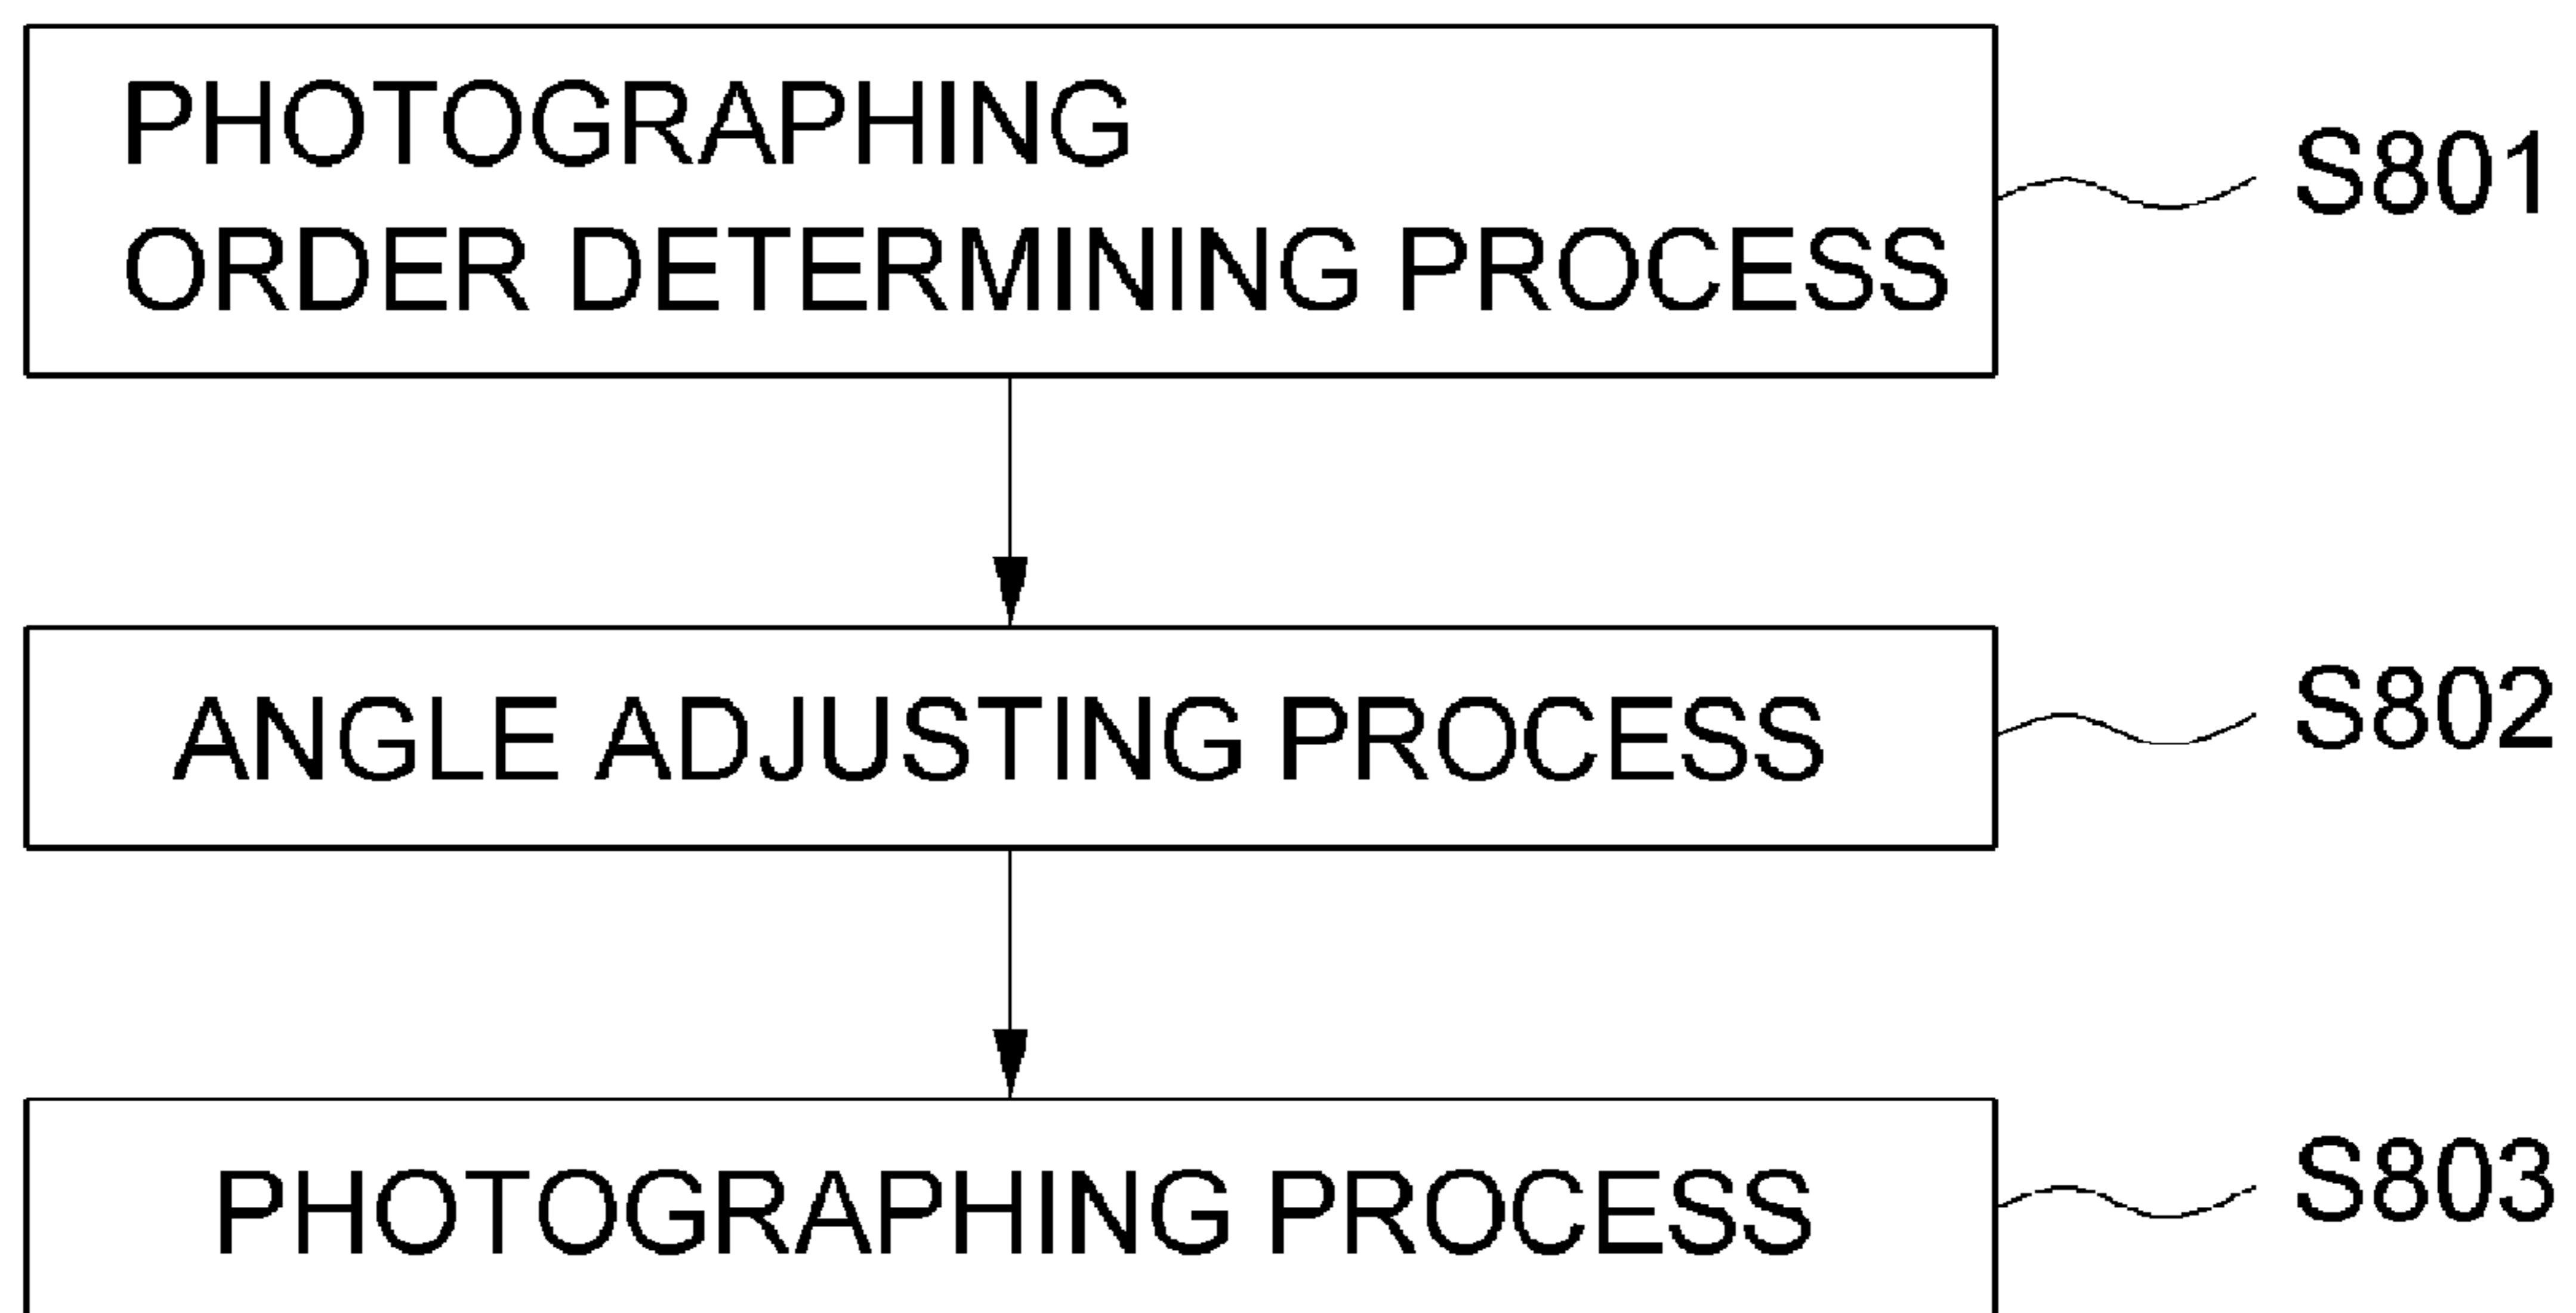 PHOTOGRAPHING
ORDER DETERMINING PROCESS
S801
ANGLE ADJUSTING PROCESS
S802
PHOTOGRAPHING PROCESS
S803